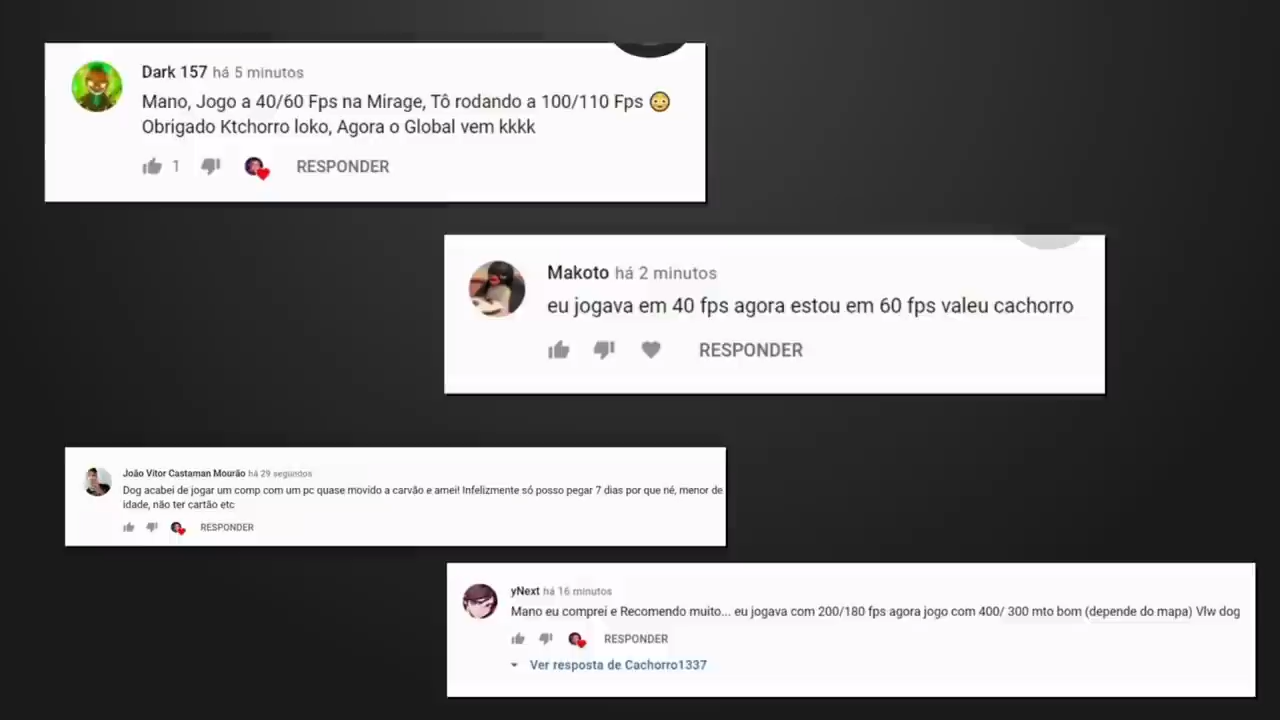 Dark 157 há 5 minutos
Mano, Jogo a 40/60 Fps na Mirage, Tô rodando a 100/110 Fps 😳
Obrigado Ktchorro loko, Agora o Global vem kkkk
1 RESPONDER
Makoto há 2 minutos
eu jogava em 40 fps agora estou em 60 fps valeu cachorro
RESPONDER
João Vitor Castaman Mourão há 29 segundos
Dog acabei de jogar um comp com um pc quase movido a carvão e amei! Infelizmente só posso pegar 7 dias por que né, menor de
idade, não ter cartão etc
RESPONDER
yNext há 16 minutos
Mano eu comprei e Recomendo muito... eu jogava com 200/180 fps agora jogo com 400/ 300 mto bom (depende do mapa) Vlw dog
RESPONDER
Ver resposta de Cachorro1337